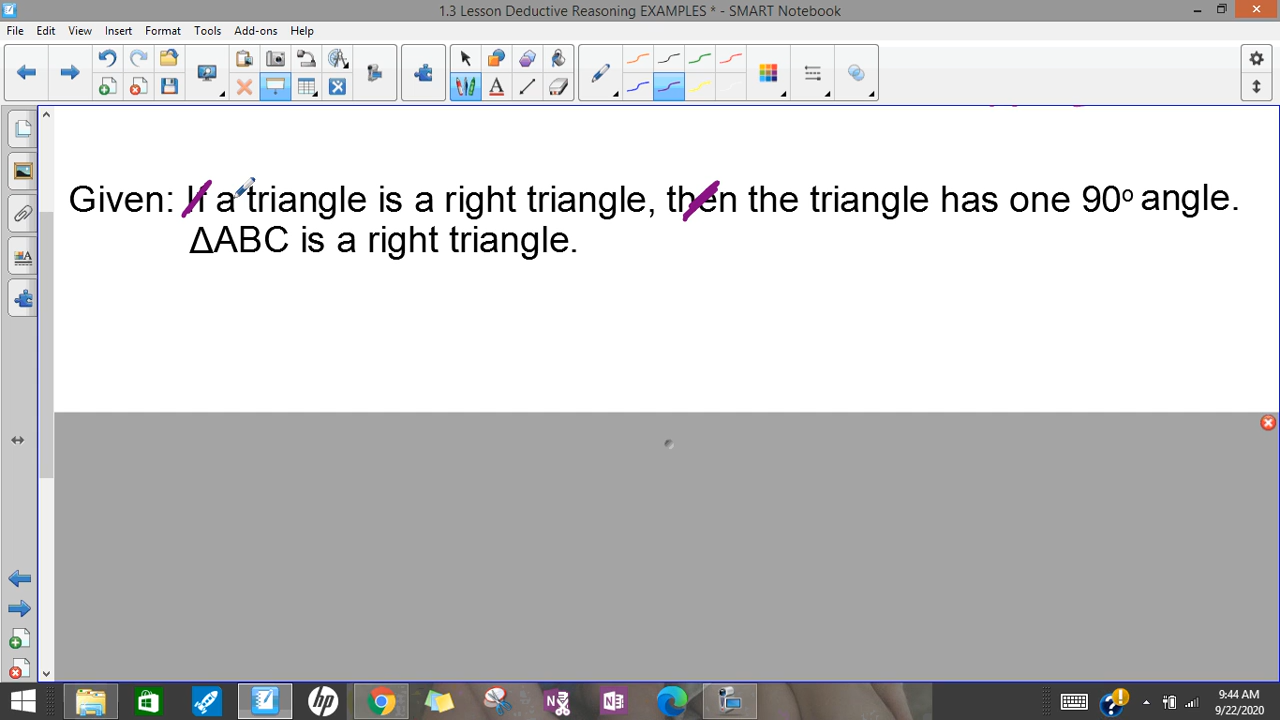 1.3 Lesson Deductive Reasoning EXAMPLES * - SMART Notebook
File Edit View Insert Format Tools Add-ons Help
Given: If a triangle is a right triangle, then the triangle has one 90° angle.
ΔABC is a right triangle.
9:44 AM
9/22/2020